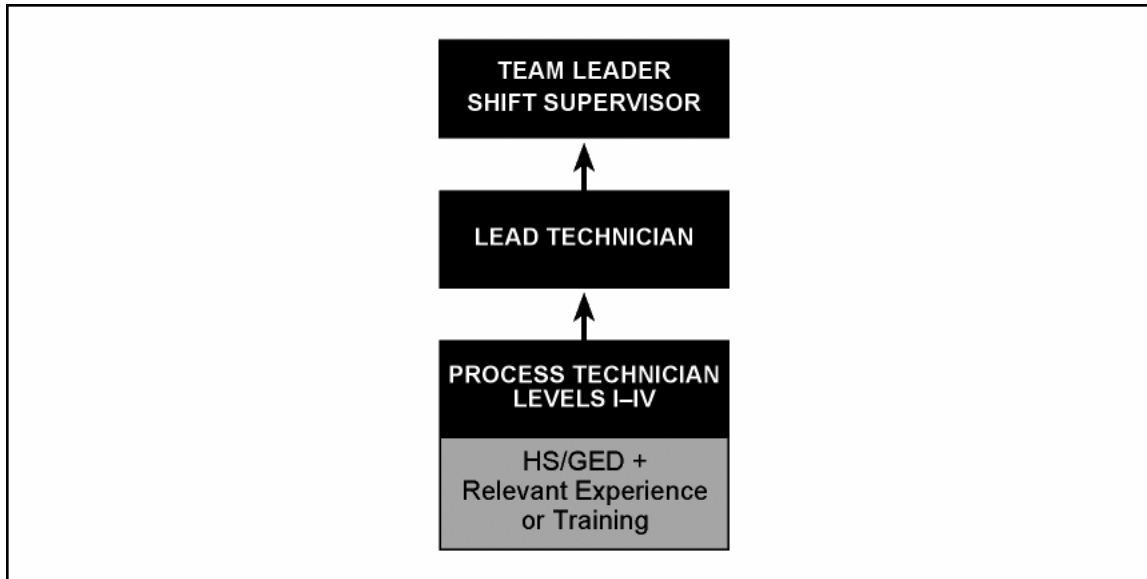 TEAM LEADER
SHIFT SUPERVISOR
LEAD TECHNICIAN
PROCESS TECHNICIAN
LEVELS I–IV
HS/GED +
Relevant Experience
or Training